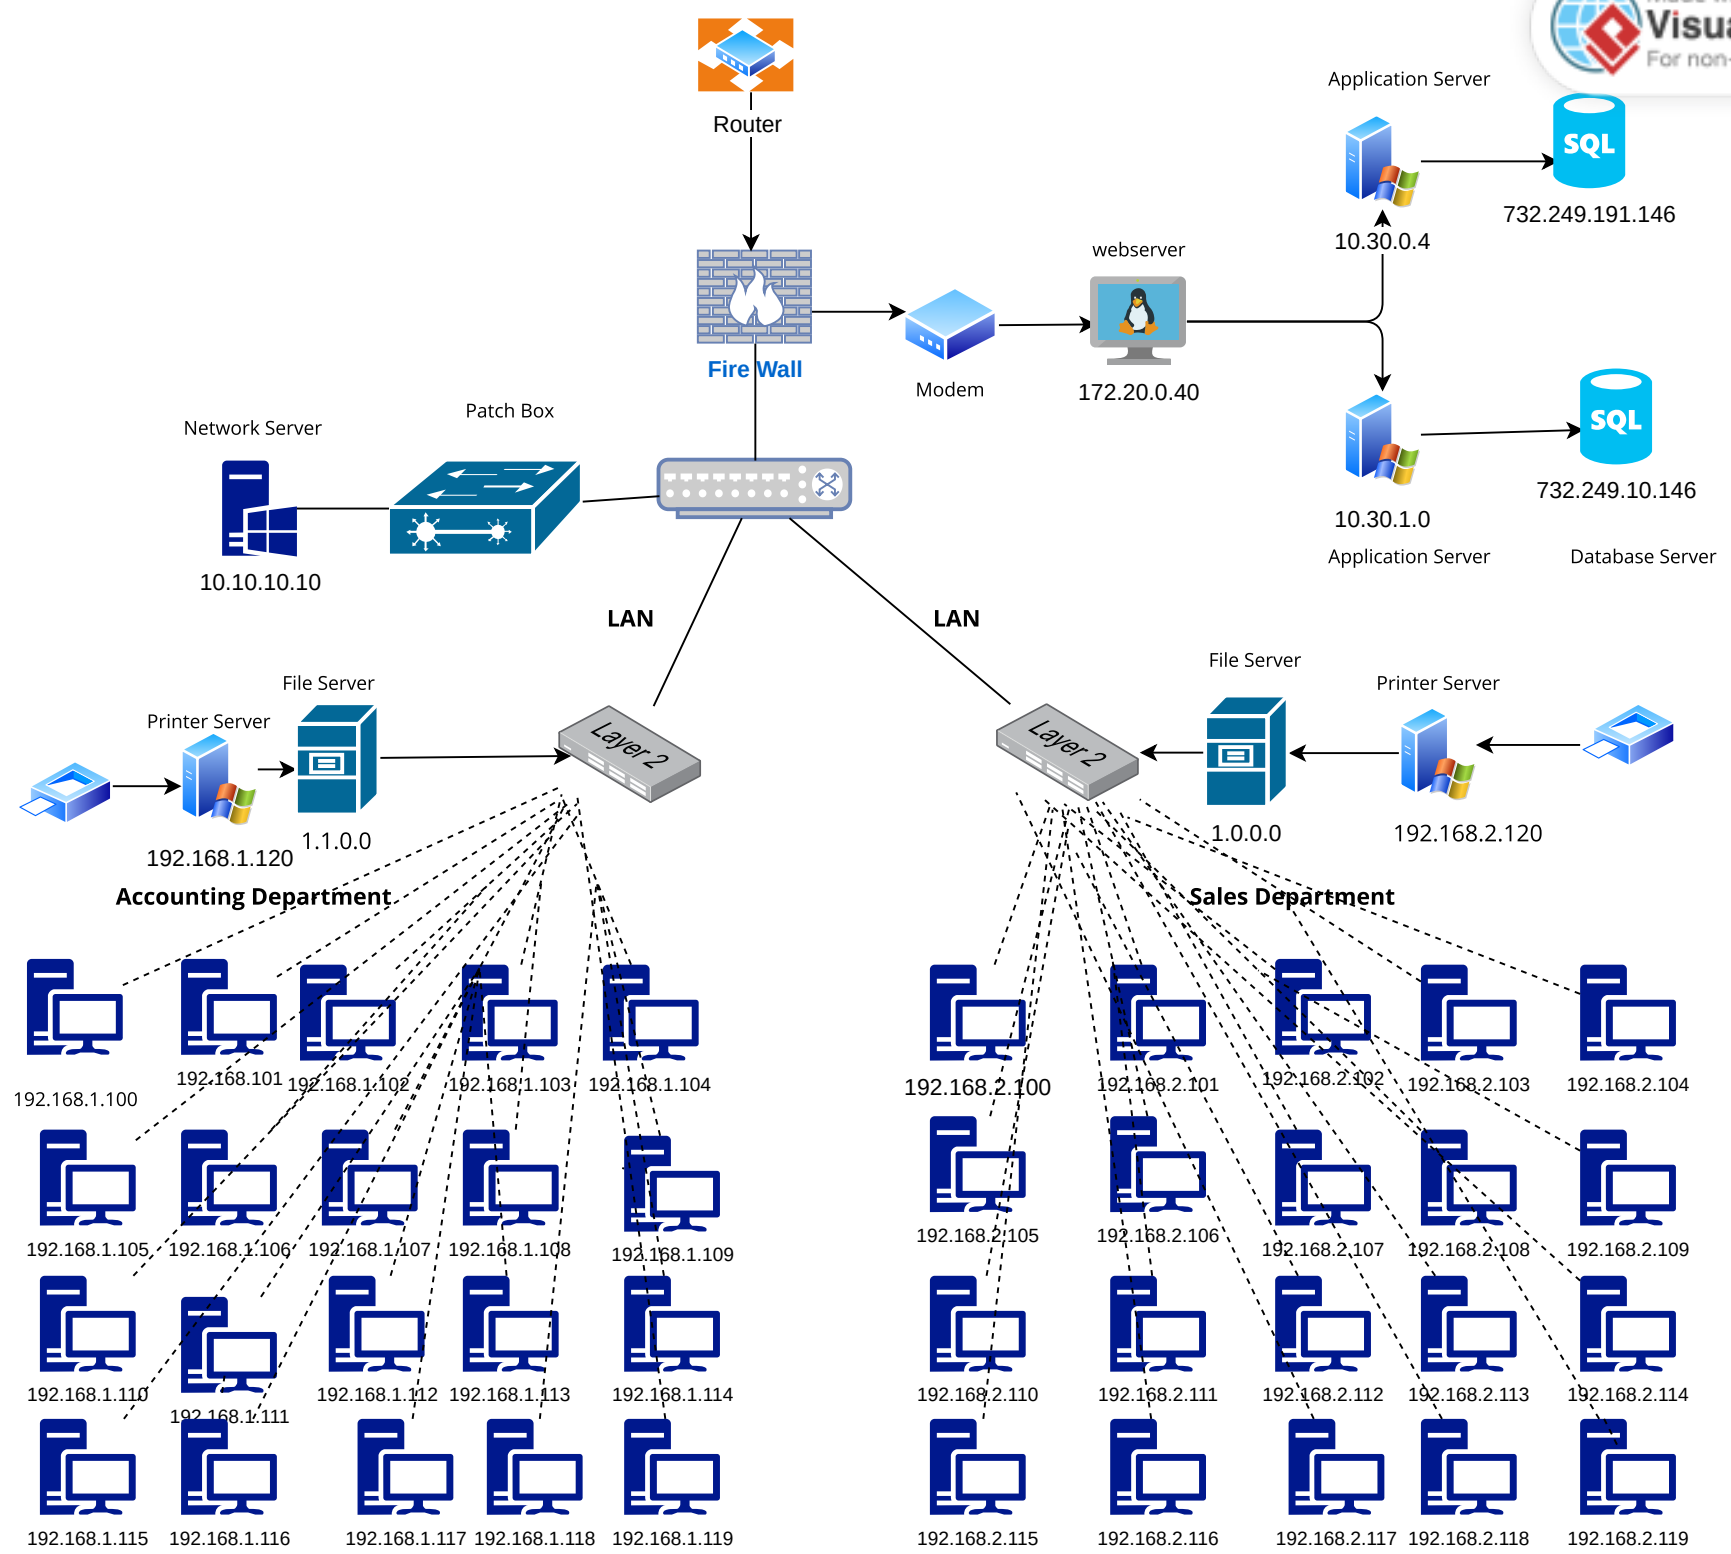 Visua
For non-
Router
Application Server
SQL
732.249.191.146
10.30.0.4
webserver
Fire Wall
Modem
172.20.0.40
SQL
732.249.10.146
10.30.1.0
Application Server
Database Server
Patch Box
Network Server
10.10.10.10
LAN
LAN
File Server
Printer Server
Layer 2
192.168.1.120
1.1.0.0
Accounting Department
Layer 2
File Server
Printer Server
1.0.0.0
192.168.2.120
Sales Department
192.168.1.100
192.168.101
192.168.1.102
192.168.1.103
192.168.1.104
192.168.2.100
192.168.2.101
192.168.2.102
192.168.2.103
192.168.2.104
192.168.1.105
192.168.1.106
192.168.1.107
192.168.1.108
192.168.1.109
192.168.2.105
192.168.2.106
192.168.2.107
192.168.2.108
192.168.2.109
192.168.1.110
192.168.1.111
192.168.1.112
192.168.1.113
192.168.1.114
192.168.2.110
192.168.2.111
192.168.2.112
192.168.2.113
192.168.2.114
192.168.1.115
192.168.1.116
192.168.1.117
192.168.1.118
192.168.1.119
192.168.2.115
192.168.2.116
192.168.2.117
192.168.2.118
192.168.2.119